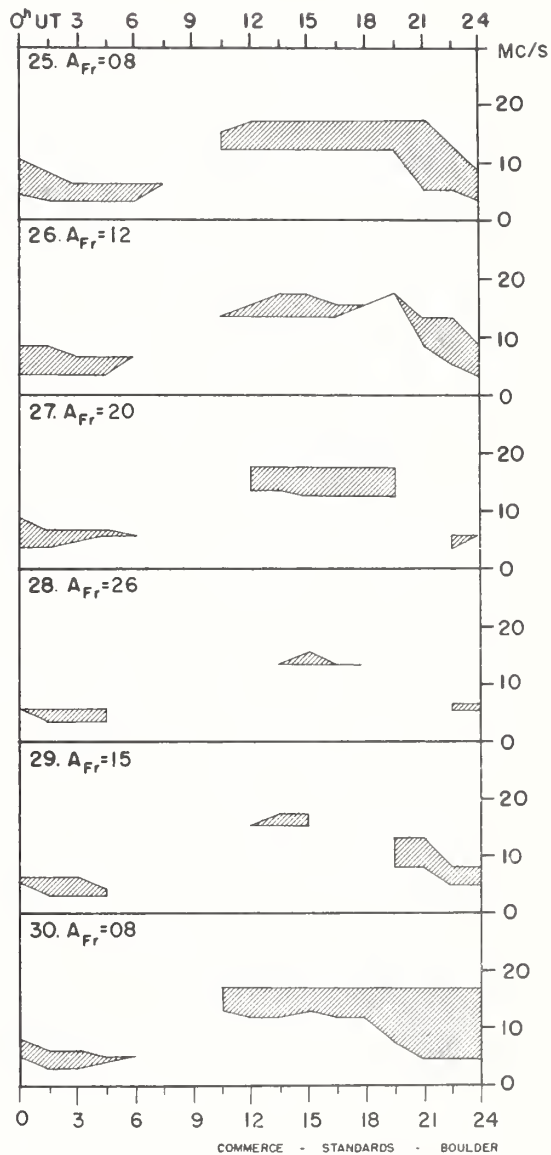 0ʰ UT 3 6 9 12 15 18 21 24
Mc/s
25. A_Fr=08
20
10
0
26. A_Fr=12
20
10
0
27. A_Fr=20
20
10
0
28. A_Fr=26
20
10
0
29. A_Fr=15
20
10
0
30. A_Fr=08
20
10
0
0 3 6 9 12 15 18 21 24
COMMERCE - STANDARDS - BOULDER